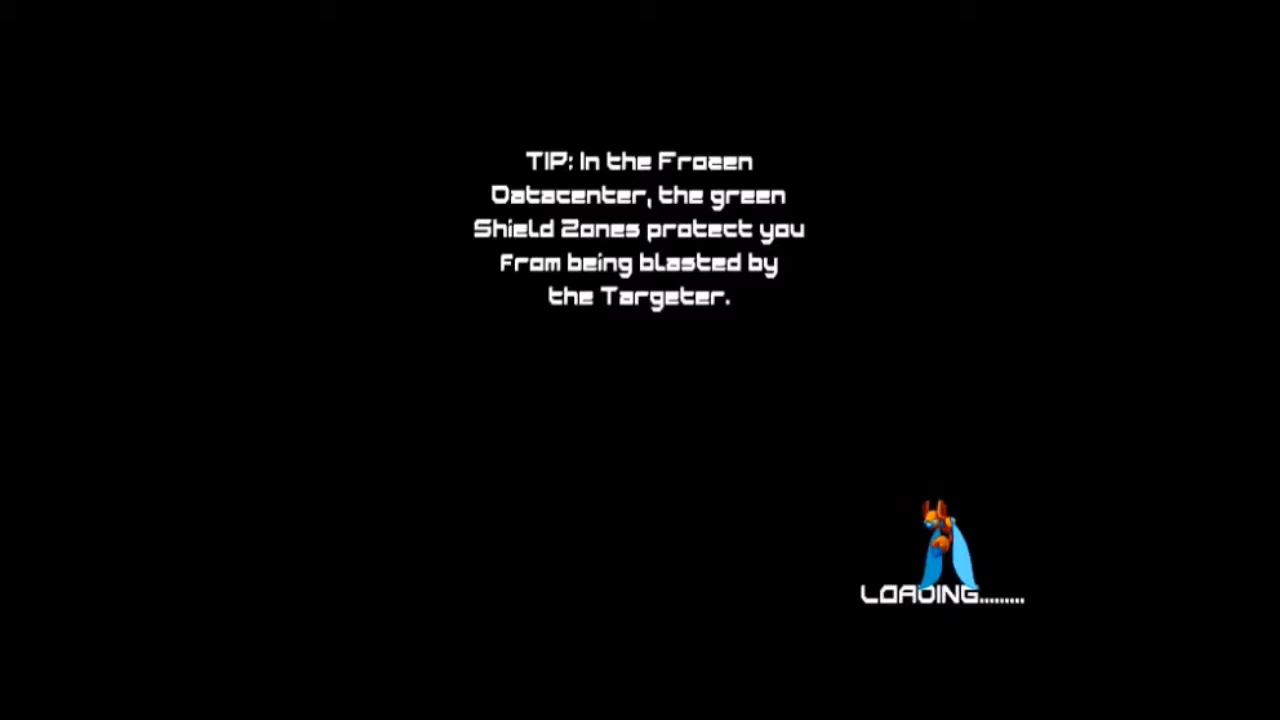 TIP: In the Frozen
Datacenter, the green
Shield Zones protect you
from being blasted by
the Targeter.
LOADING.........